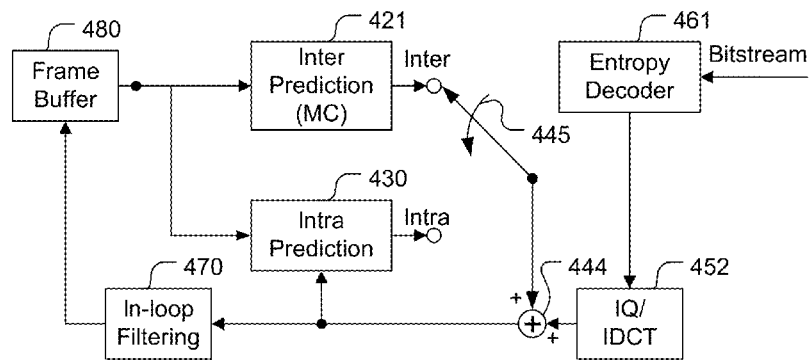 480
421
461
Frame
Buffer
Inter
Prediction
(MC)
Inter
Entropy
Decoder
Bitstream
445
430
Intra
Prediction
Intra
470
444
452
In-loop
Filtering
+
+
+
IQ/
IDCT